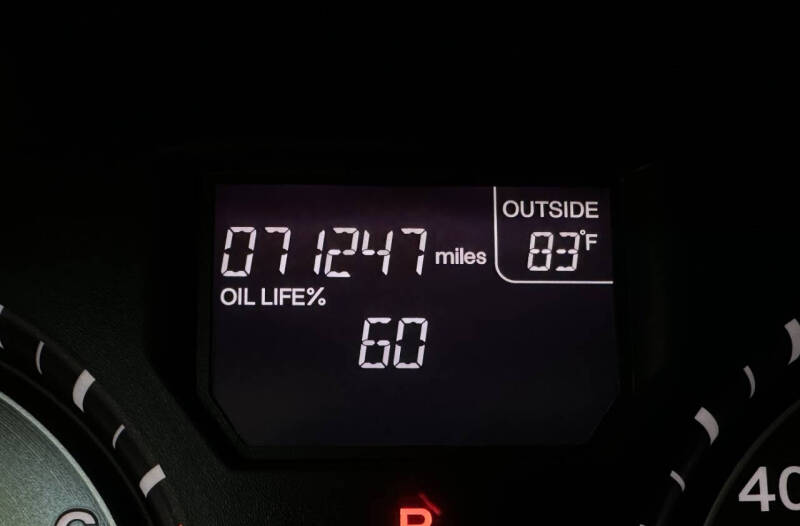 OUTSIDE
83°F
071247 miles
OIL LIFE%
60
40